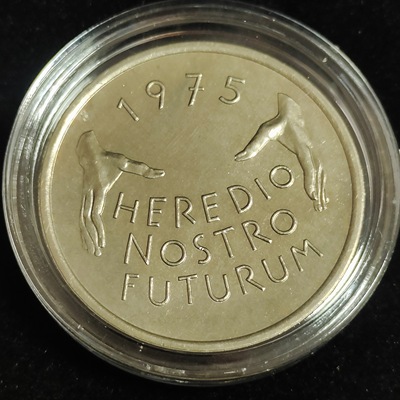 1975
HEREDIO
NOSTRO
FUTURUM